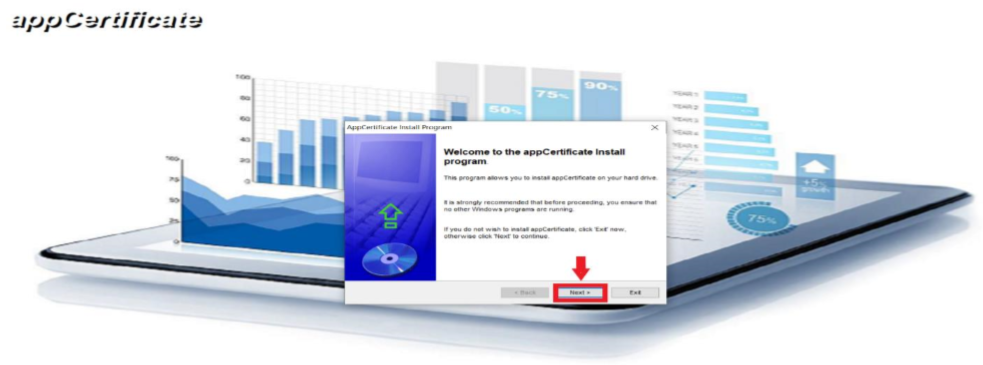 appCertificate
100
80
60
40
20
0
100
75
50
25
0
50%
75%
90%
YEAR 1
YEAR 2
YEAR 3
YEAR 4
YEAR 5
+5%
growth
75%
AppCertificate Install Program
Welcome to the appCertificate Install
program
This program allows you to install appCertificate on your hard drive.
It is strongly recommended that before proceeding, you ensure that
no other Windows programs are running.
If you do not wish to install appCertificate, click 'Exit' now,
otherwise click 'Next' to continue.
< Back
Next >
Exit